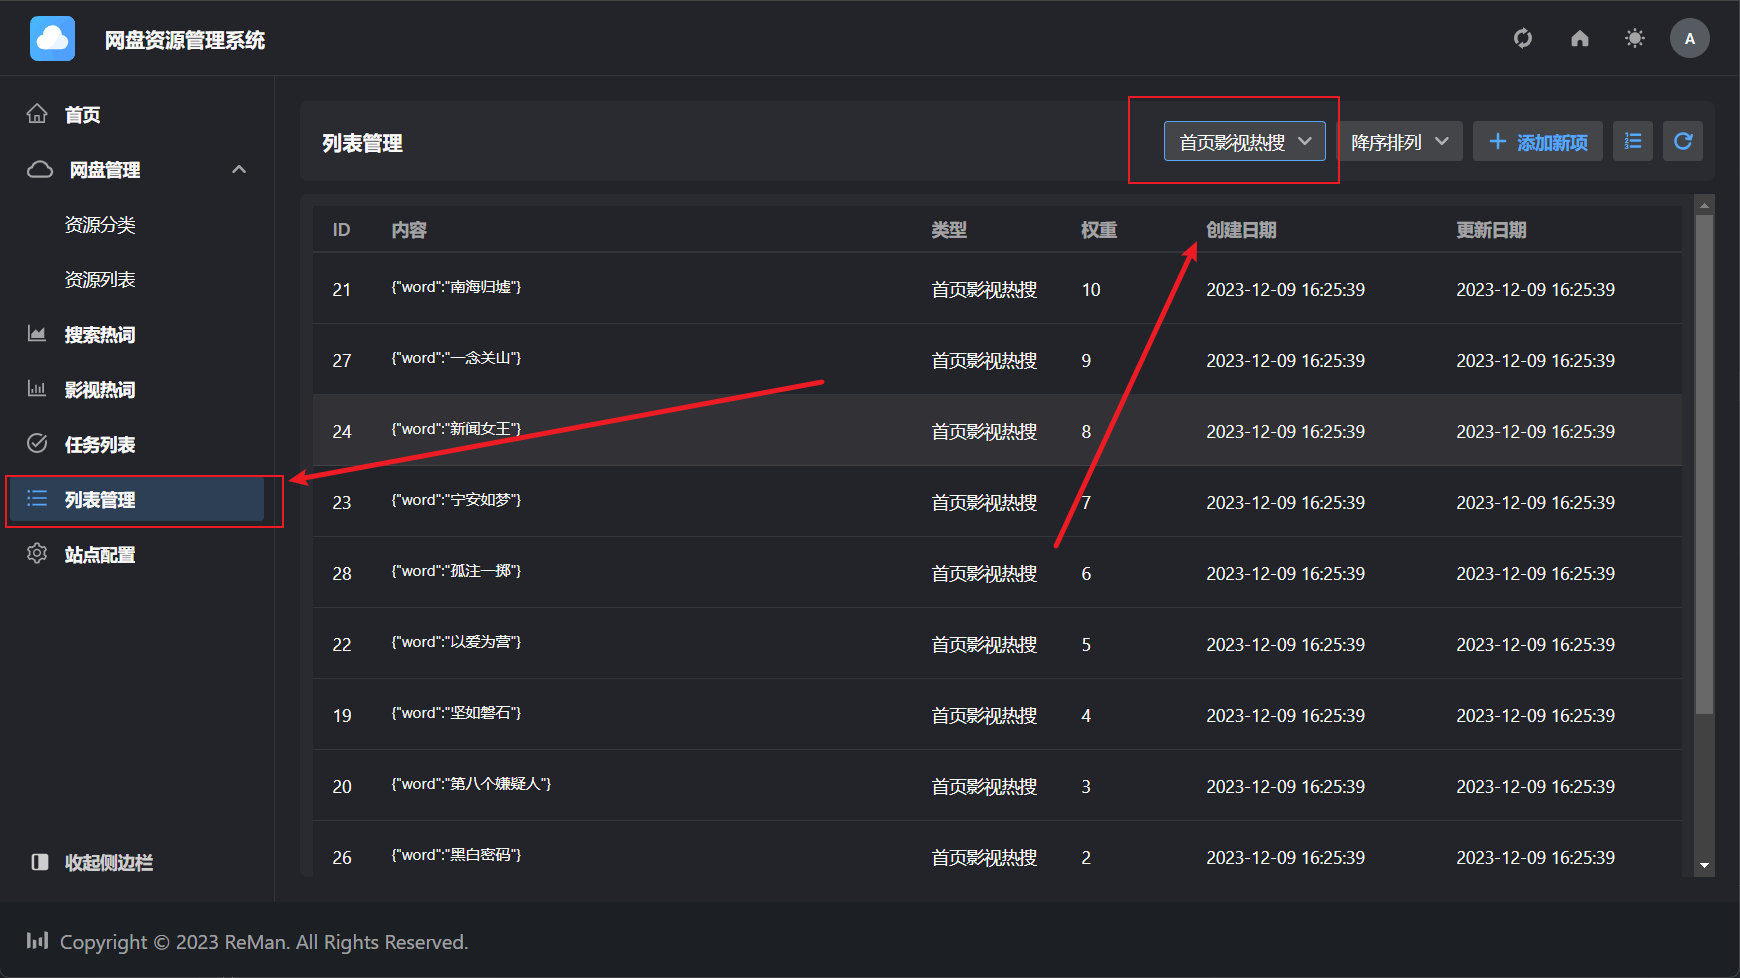 网盘资源管理系统
A
首页
网盘管理
资源分类
资源列表
搜索热词
影视热词
任务列表
列表管理
站点配置
收起侧边栏
列表管理
首页影视热搜
降序排列
添加新项
ID 内容 类型 权重 创建日期 更新日期
21 {"word":"南海归墟"} 首页影视热搜 10 2023-12-09 16:25:39 2023-12-09 16:25:39
27 {"word":"一念关山"} 首页影视热搜 9 2023-12-09 16:25:39 2023-12-09 16:25:39
24 {"word":"新闻女王"} 首页影视热搜 8 2023-12-09 16:25:39 2023-12-09 16:25:39
23 {"word":"宁安如梦"} 首页影视热搜 7 2023-12-09 16:25:39 2023-12-09 16:25:39
28 {"word":"孤注一掷"} 首页影视热搜 6 2023-12-09 16:25:39 2023-12-09 16:25:39
22 {"word":"以爱为营"} 首页影视热搜 5 2023-12-09 16:25:39 2023-12-09 16:25:39
19 {"word":"坚如磐石"} 首页影视热搜 4 2023-12-09 16:25:39 2023-12-09 16:25:39
20 {"word":"第八个嫌疑人"} 首页影视热搜 3 2023-12-09 16:25:39 2023-12-09 16:25:39
26 {"word":"黑白密码"} 首页影视热搜 2 2023-12-09 16:25:39 2023-12-09 16:25:39
Copyright © 2023 ReMan. All Rights Reserved.